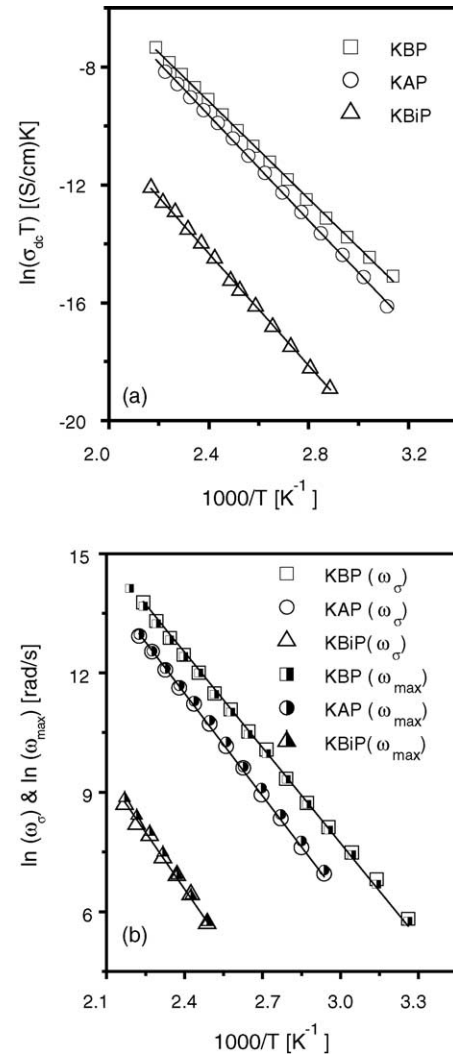 -8
-12
-16
-20
ln(σdcT) [(S/cm)K]
KBP
KAP
KBiP
(a)
2.0 2.4 2.8 3.2
1000/T [K-1]
15
12
9
6
ln (ωσ) & ln (ωmax) [rad/s]
KBP (ωσ)
KAP (ωσ)
KBiP (ωσ)
KBP (ωmax)
KAP (ωmax)
KBiP(ωmax)
(b)
2.1 2.4 2.7 3.0 3.3
1000/T [K-1]